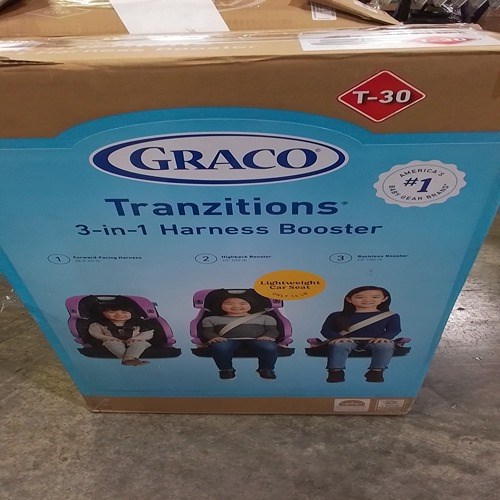 T-30
GRACO®
AMERICA'S
#1
BABY GEAR BRAND
Tranzitions®
3-in-1 Harness Booster
1 Forward-Facing Harness
2 Highback Booster
3 Backless Booster
Lightweight
Car Seat